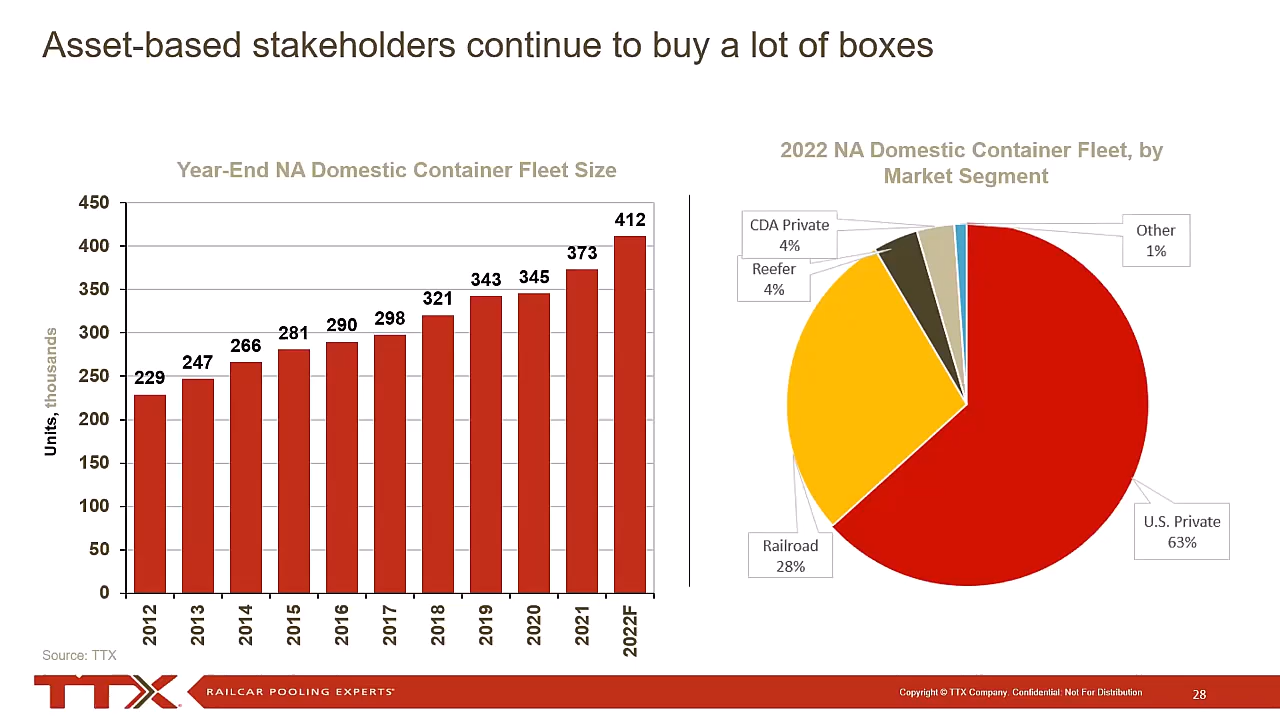 Asset-based stakeholders continue to buy a lot of boxes
Year-End NA Domestic Container Fleet Size
Units, thousands
450
400
350
300
250
200
150
100
50
0
229
247
266
281
290
298
321
343
345
373
412
2012
2013
2014
2015
2016
2017
2018
2019
2020
2021
2022F
2022 NA Domestic Container Fleet, by
Market Segment
CDA Private
4%
Reefer
4%
Other
1%
Railroad
28%
U.S. Private
63%
Source: TTX
TTX
RAILCAR POOLING EXPERTS
Copyright © TTX Company. Confidential: Not For Distribution
28